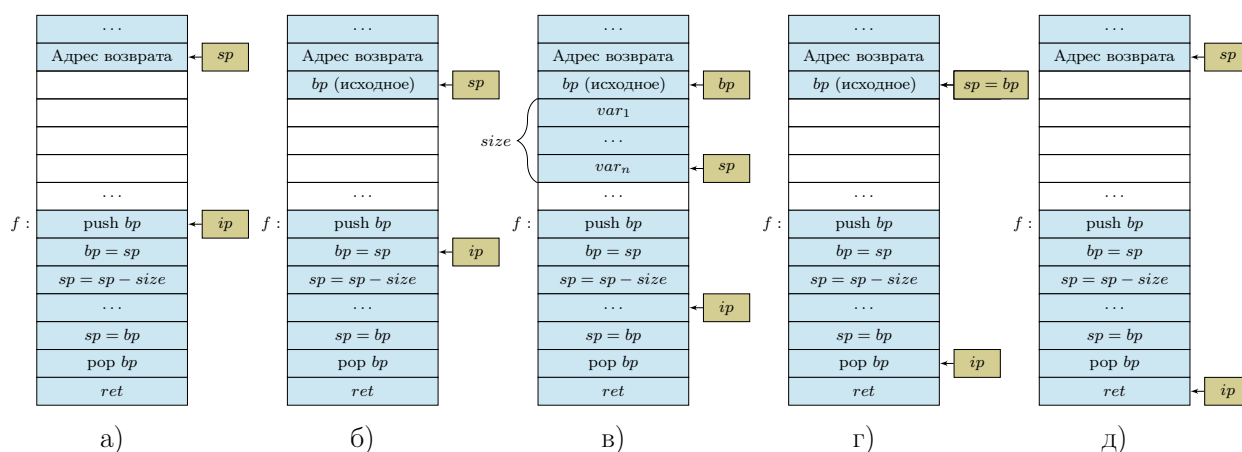 ...
Адрес возврата
sp
...
f :
push bp
ip
bp = sp
sp = sp − size
...
sp = bp
pop bp
ret
а)
...
Адрес возврата
bp (исходное)
sp
...
f :
push bp
bp = sp
ip
sp = sp − size
...
sp = bp
pop bp
ret
б)
...
Адрес возврата
bp (исходное)
bp
var1
size
...
varn
sp
...
f :
push bp
bp = sp
sp = sp − size
...
ip
sp = bp
pop bp
ret
в)
...
Адрес возврата
bp (исходное)
sp = bp
...
f :
push bp
bp = sp
sp = sp − size
...
sp = bp
pop bp
ip
ret
г)
...
Адрес возврата
sp
...
f :
push bp
bp = sp
sp = sp − size
...
sp = bp
pop bp
ret
ip
д)